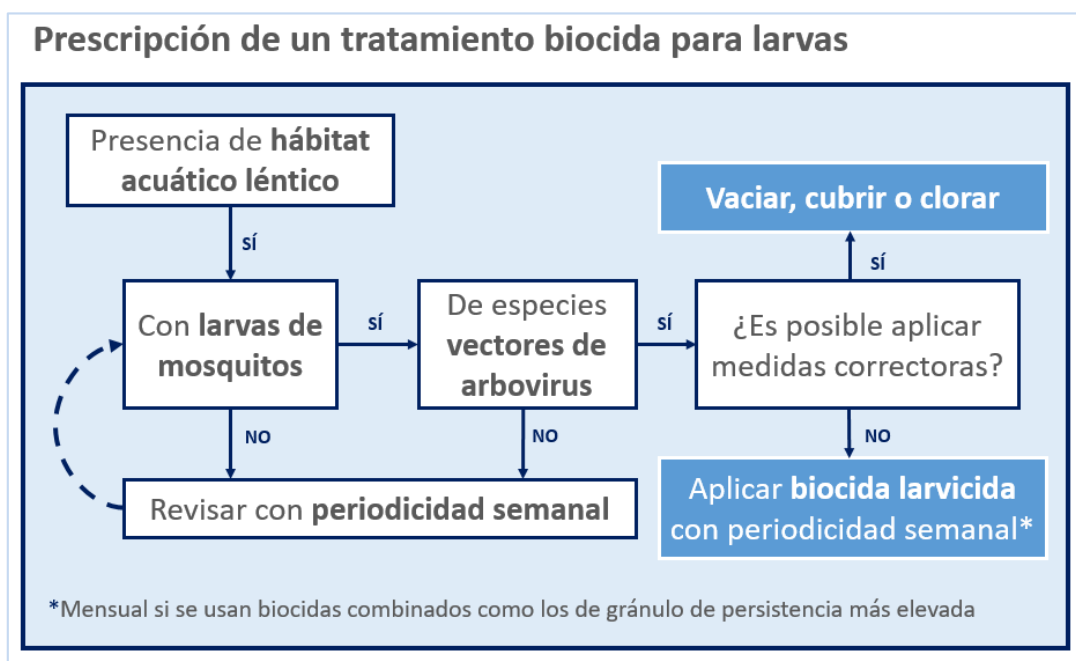 Prescripción de un tratamiento biocida para larvas
Presencia de hábitat
acuático léntico
SÍ
Vaciar, cubrir o clorar
SÍ
Con larvas de
mosquitos
SÍ
De especies
vectores de
arbovirus
SÍ
¿Es posible aplicar
medidas correctoras?
NO
NO
NO
Revisar con periodicidad semanal
Aplicar biocida larvicida
con periodicidad semanal*
*Mensual si se usan biocidas combinados como los de gránulo de persistencia más elevada